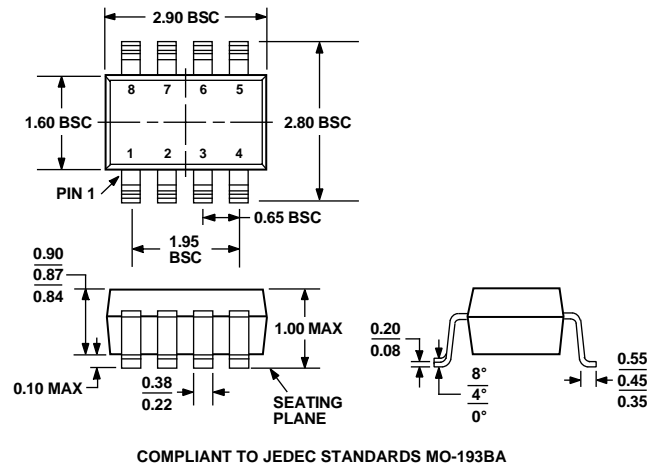 2.90 BSC
8 7 6 5
1.60 BSC
2.80 BSC
1 2 3 4
PIN 1
0.65 BSC
1.95
BSC
0.90
0.87
0.84
1.00 MAX
0.10 MAX
0.38
0.22
SEATING
PLANE
0.20
0.08
8°
4°
0°
0.55
0.45
0.35
COMPLIANT TO JEDEC STANDARDS MO-193BA